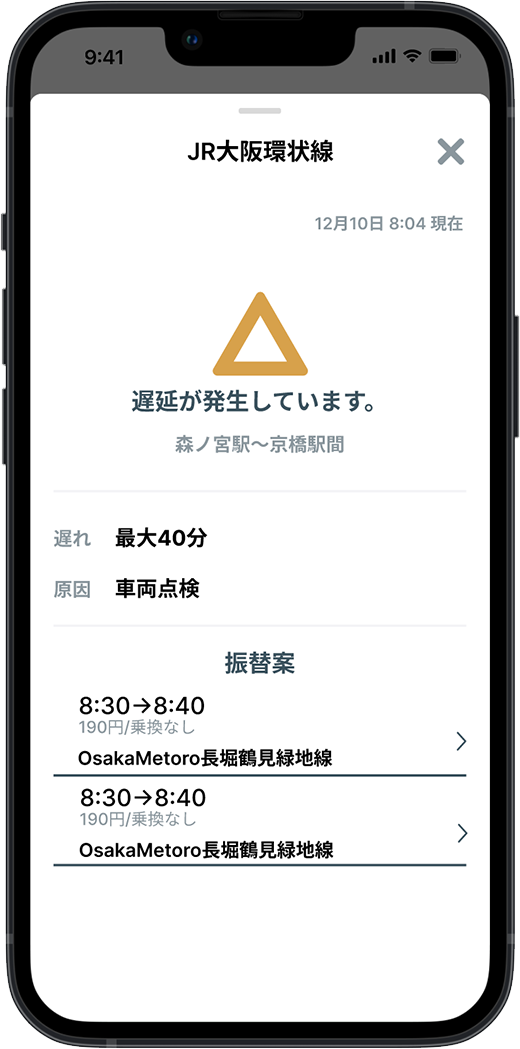 9:41
JR大阪環状線
12月10日 8:04 現在
遅延が発生しています。
森ノ宮駅〜京橋駅間
遅れ 最大40分
原因 車両点検
振替案
8:30→8:40
190円/乗換なし
OsakaMetoro長堀鶴見緑地線
8:30→8:40
190円/乗換なし
OsakaMetoro長堀鶴見緑地線